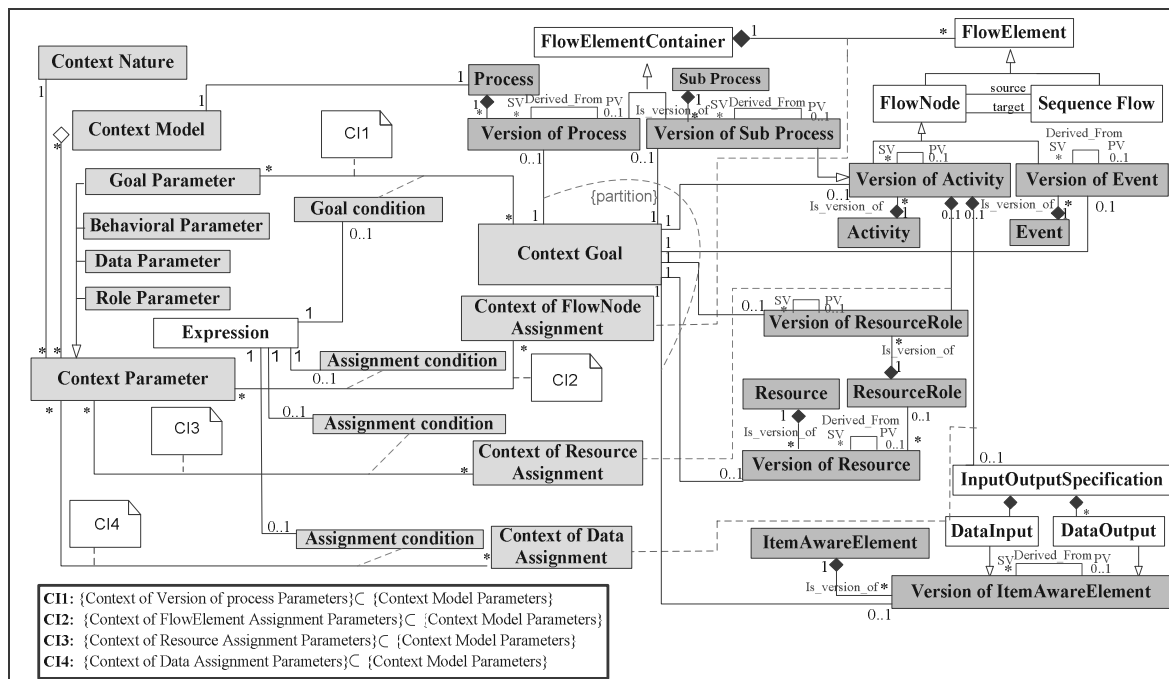 FlowElementContainer
1
*
FlowElement
Context Nature
1
1
Process
Sub Process
source
FlowNode
target
Sequence Flow
1
Context Model
*
CI1
1
*
SV
*
Derived_From
PV
0..1
Is_version_of
1
*
SV
*
Derived_From
PV
0..1
Version of Process
Version of Sub Process
0..1
0..1
SV
*
PV
0..1
Derived_From
SV
*
PV
0..1
Goal Parameter
*
Version of Activity
Version of Event
{partition}
0..1
Is_version_of
*
1
0..1
0..1
Is_version_of
*
1
0..1
Goal condition
0..1
*
1
1
1
Activity
Event
Behavioral Parameter
Context Goal
1
1
1
1
Data Parameter
Role Parameter
Context of FlowNode
Assignment
0..1
SV
*
PV
0..1
Version of ResourceRole
1
Expression
1
1
1
*
Assignment condition
0..1
*
Is_version_of
1
*
*
Context Parameter
*
CI2
Resource
ResourceRole
*
*
CI3
0..1
Assignment condition
1
Is_version_of
*
Derived_From
SV
*
PV
0..1
0..1
*
Context of Resource
Assignment
*
Version of Resource
0..1
0..1
InputOutputSpecification
CI4
0..1
Assignment condition
*
Context of Data
Assignment
ItemAwareElement
*
DataInput
DataOutput
1
Is_version_of
*
SV
*
Derived_From
PV
0..1
Version of ItemAwareElement
0..1
CI1: {Context of Version of process Parameters}⊂ {Context Model Parameters}
CI2: {Context of FlowElement Assignment Parameters}⊂ {Context Model Parameters}
CI3: {Context of Resource Assignment Parameters}⊂ {Context Model Parameters}
CI4: {Context of Data Assignment Parameters}⊂ {Context Model Parameters}